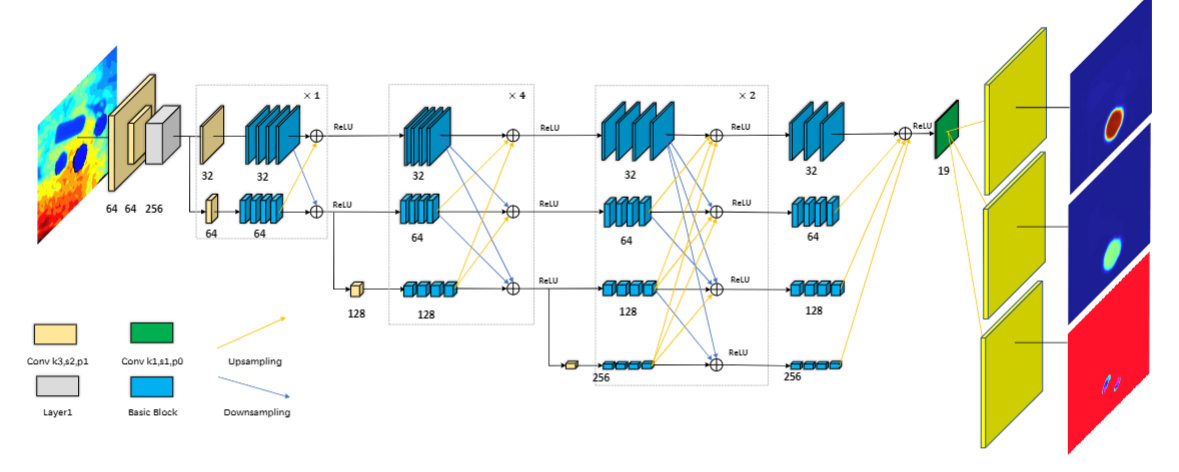 × 1
× 4
× 2
ReLU
ReLU
ReLU
ReLU
32
32
32
32
32
19
64 64 256
ReLU
ReLU
ReLU
64
64
64
64
64
ReLU
ReLU
128
128
128
128
ReLU
256
256
Conv k3,s2,p1
Conv k1,s1,p0
Upsampling
Layer1
Basic Block
Downsampling